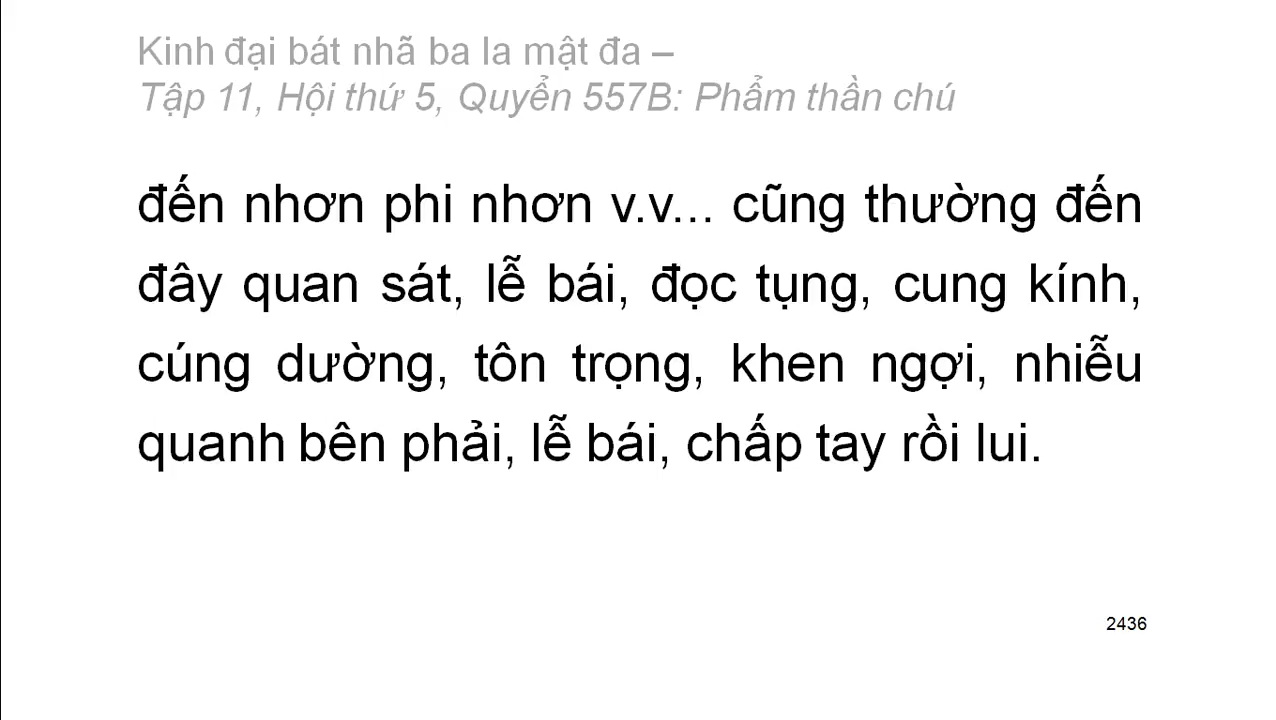 Kinh đại bát nhã ba la mật đa –
Tập 11, Hội thứ 5, Quyển 557B: Phẩm thần chú
đến nhơn phi nhơn v.v... cũng thường đến
đây quan sát, lễ bái, đọc tụng, cung kính,
cúng dường, tôn trọng, khen ngợi, nhiễu
quanh bên phải, lễ bái, chấp tay rồi lui.
2436